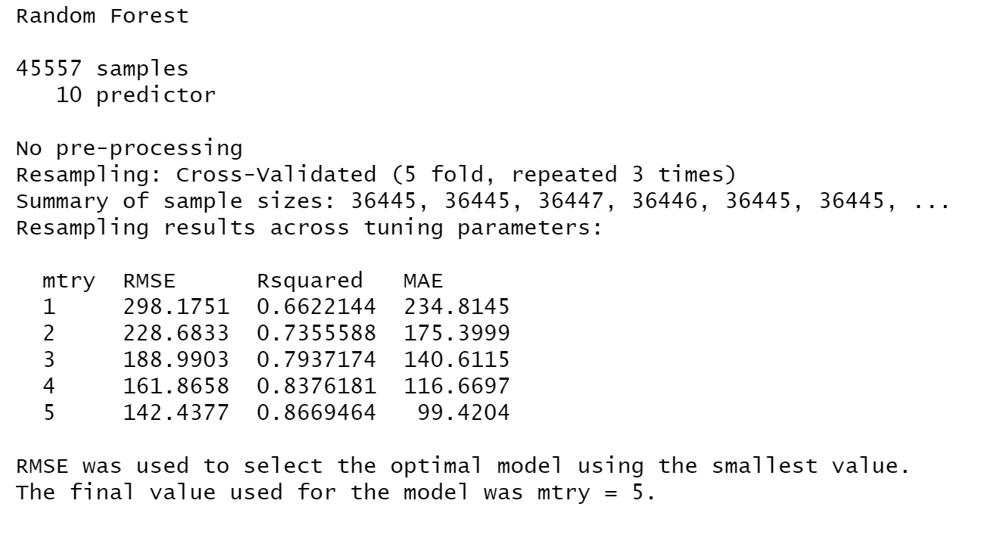 Random Forest
45557 samples
10 predictor
No pre-processing
Resampling: Cross-Validated (5 fold, repeated 3 times)
Summary of sample sizes: 36445, 36445, 36447, 36446, 36445, 36445, ...
Resampling results across tuning parameters:
mtry RMSE Rsquared MAE
1 298.1751 0.6622144 234.8145
2 228.6833 0.7355588 175.3999
3 188.9903 0.7937174 140.6115
4 161.8658 0.8376181 116.6697
5 142.4377 0.8669464 99.4204
RMSE was used to select the optimal model using the smallest value.
The final value used for the model was mtry = 5.